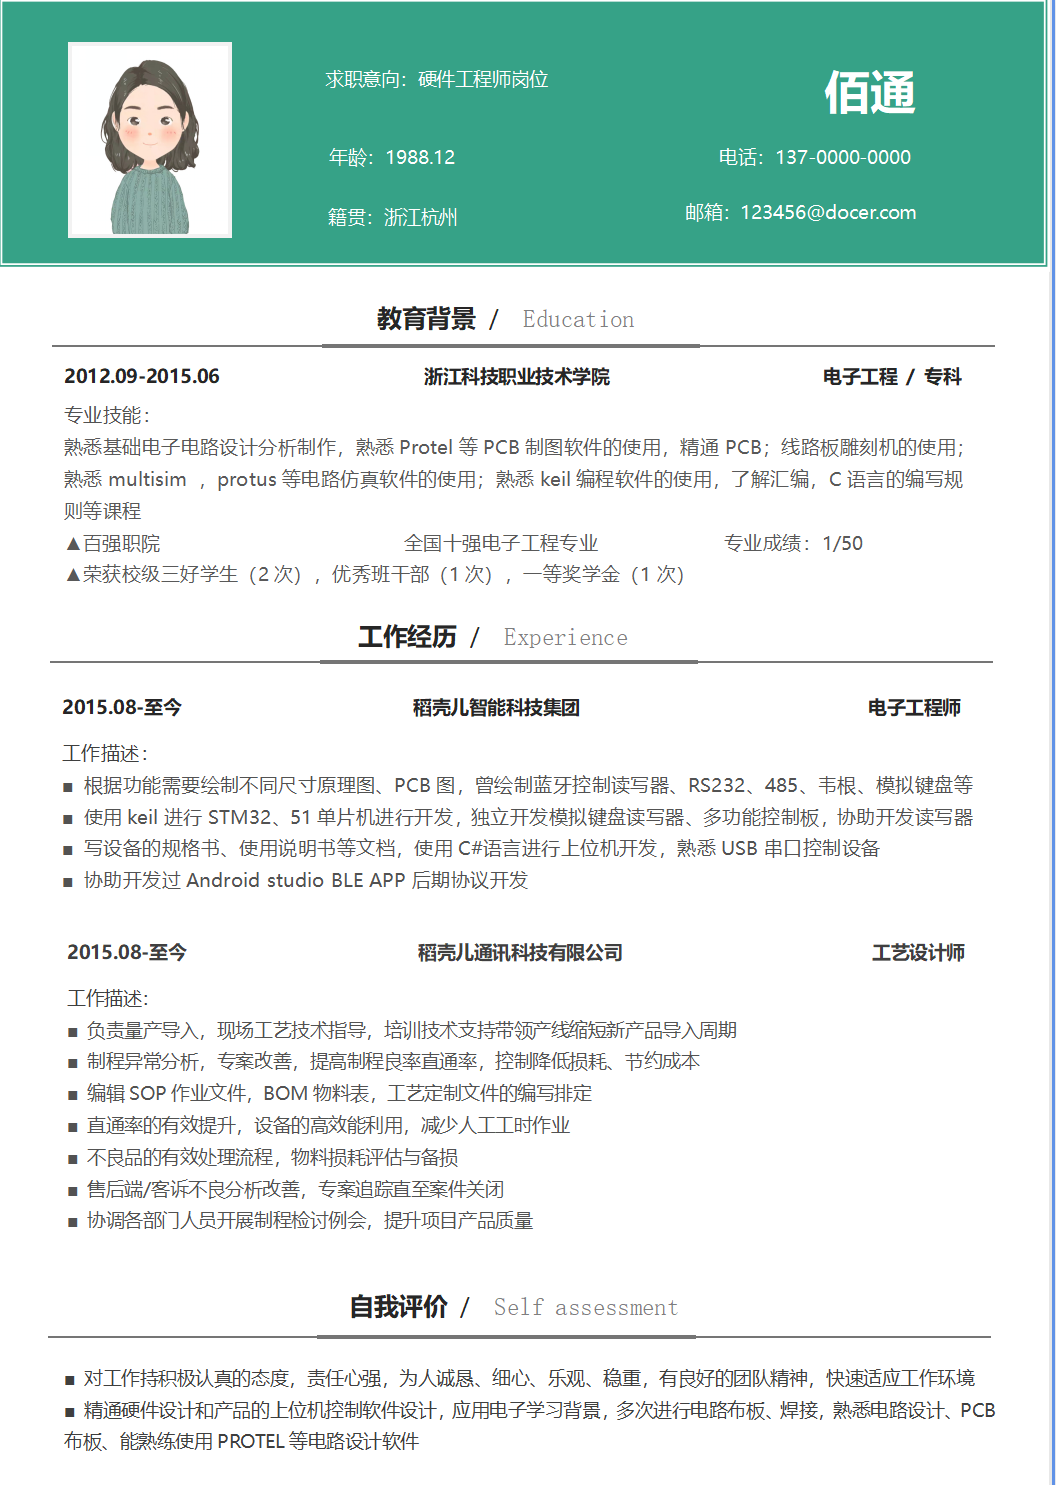 求职意向：硬件工程师岗位
佰通
年龄：1988.12
电话：137-0000-0000
籍贯：浙江杭州
邮箱：123456@docer.com
教育背景 / Education
2012.09-2015.06 浙江科技职业技术学院 电子工程 / 专科
专业技能：
熟悉基础电子电路设计分析制作，熟悉 Protel 等 PCB 制图软件的使用，精通 PCB；线路板雕刻机的使用；
熟悉 multisim ，protus 等电路仿真软件的使用；熟悉 keil 编程软件的使用，了解汇编，C 语言的编写规
则等课程
▲百强职院 全国十强电子工程专业 专业成绩：1/50
▲荣获校级三好学生（2 次），优秀班干部（1 次），一等奖学金（1 次）
工作经历 / Experience
2015.08-至今 稻壳儿智能科技集团 电子工程师
工作描述：
■ 根据功能需要绘制不同尺寸原理图、PCB 图，曾绘制蓝牙控制读写器、RS232、485、韦根、模拟键盘等
■ 使用 keil 进行 STM32、51 单片机进行开发，独立开发模拟键盘读写器、多功能控制板，协助开发读写器
■ 写设备的规格书、使用说明书等文档，使用 C#语言进行上位机开发，熟悉 USB 串口控制设备
■ 协助开发过 Android studio BLE APP 后期协议开发
2015.08-至今 稻壳儿通讯科技有限公司 工艺设计师
工作描述：
■ 负责量产导入，现场工艺技术指导，培训技术支持带领产线缩短新产品导入周期
■ 制程异常分析，专案改善，提高制程良率直通率，控制降低损耗、节约成本
■ 编辑 SOP 作业文件，BOM 物料表，工艺定制文件的编写排定
■ 直通率的有效提升，设备的高效能利用，减少人工工时作业
■ 不良品的有效处理流程，物料损耗评估与备损
■ 售后端/客诉不良分析改善，专案追踪直至案件关闭
■ 协调各部门人员开展制程检讨例会，提升项目产品质量
自我评价 / Self assessment
■ 对工作持积极认真的态度，责任心强，为人诚恳、细心、乐观、稳重，有良好的团队精神，快速适应工作环境
■ 精通硬件设计和产品的上位机控制软件设计，应用电子学习背景，多次进行电路布板、焊接，熟悉电路设计、PCB
布板、能熟练使用 PROTEL 等电路设计软件